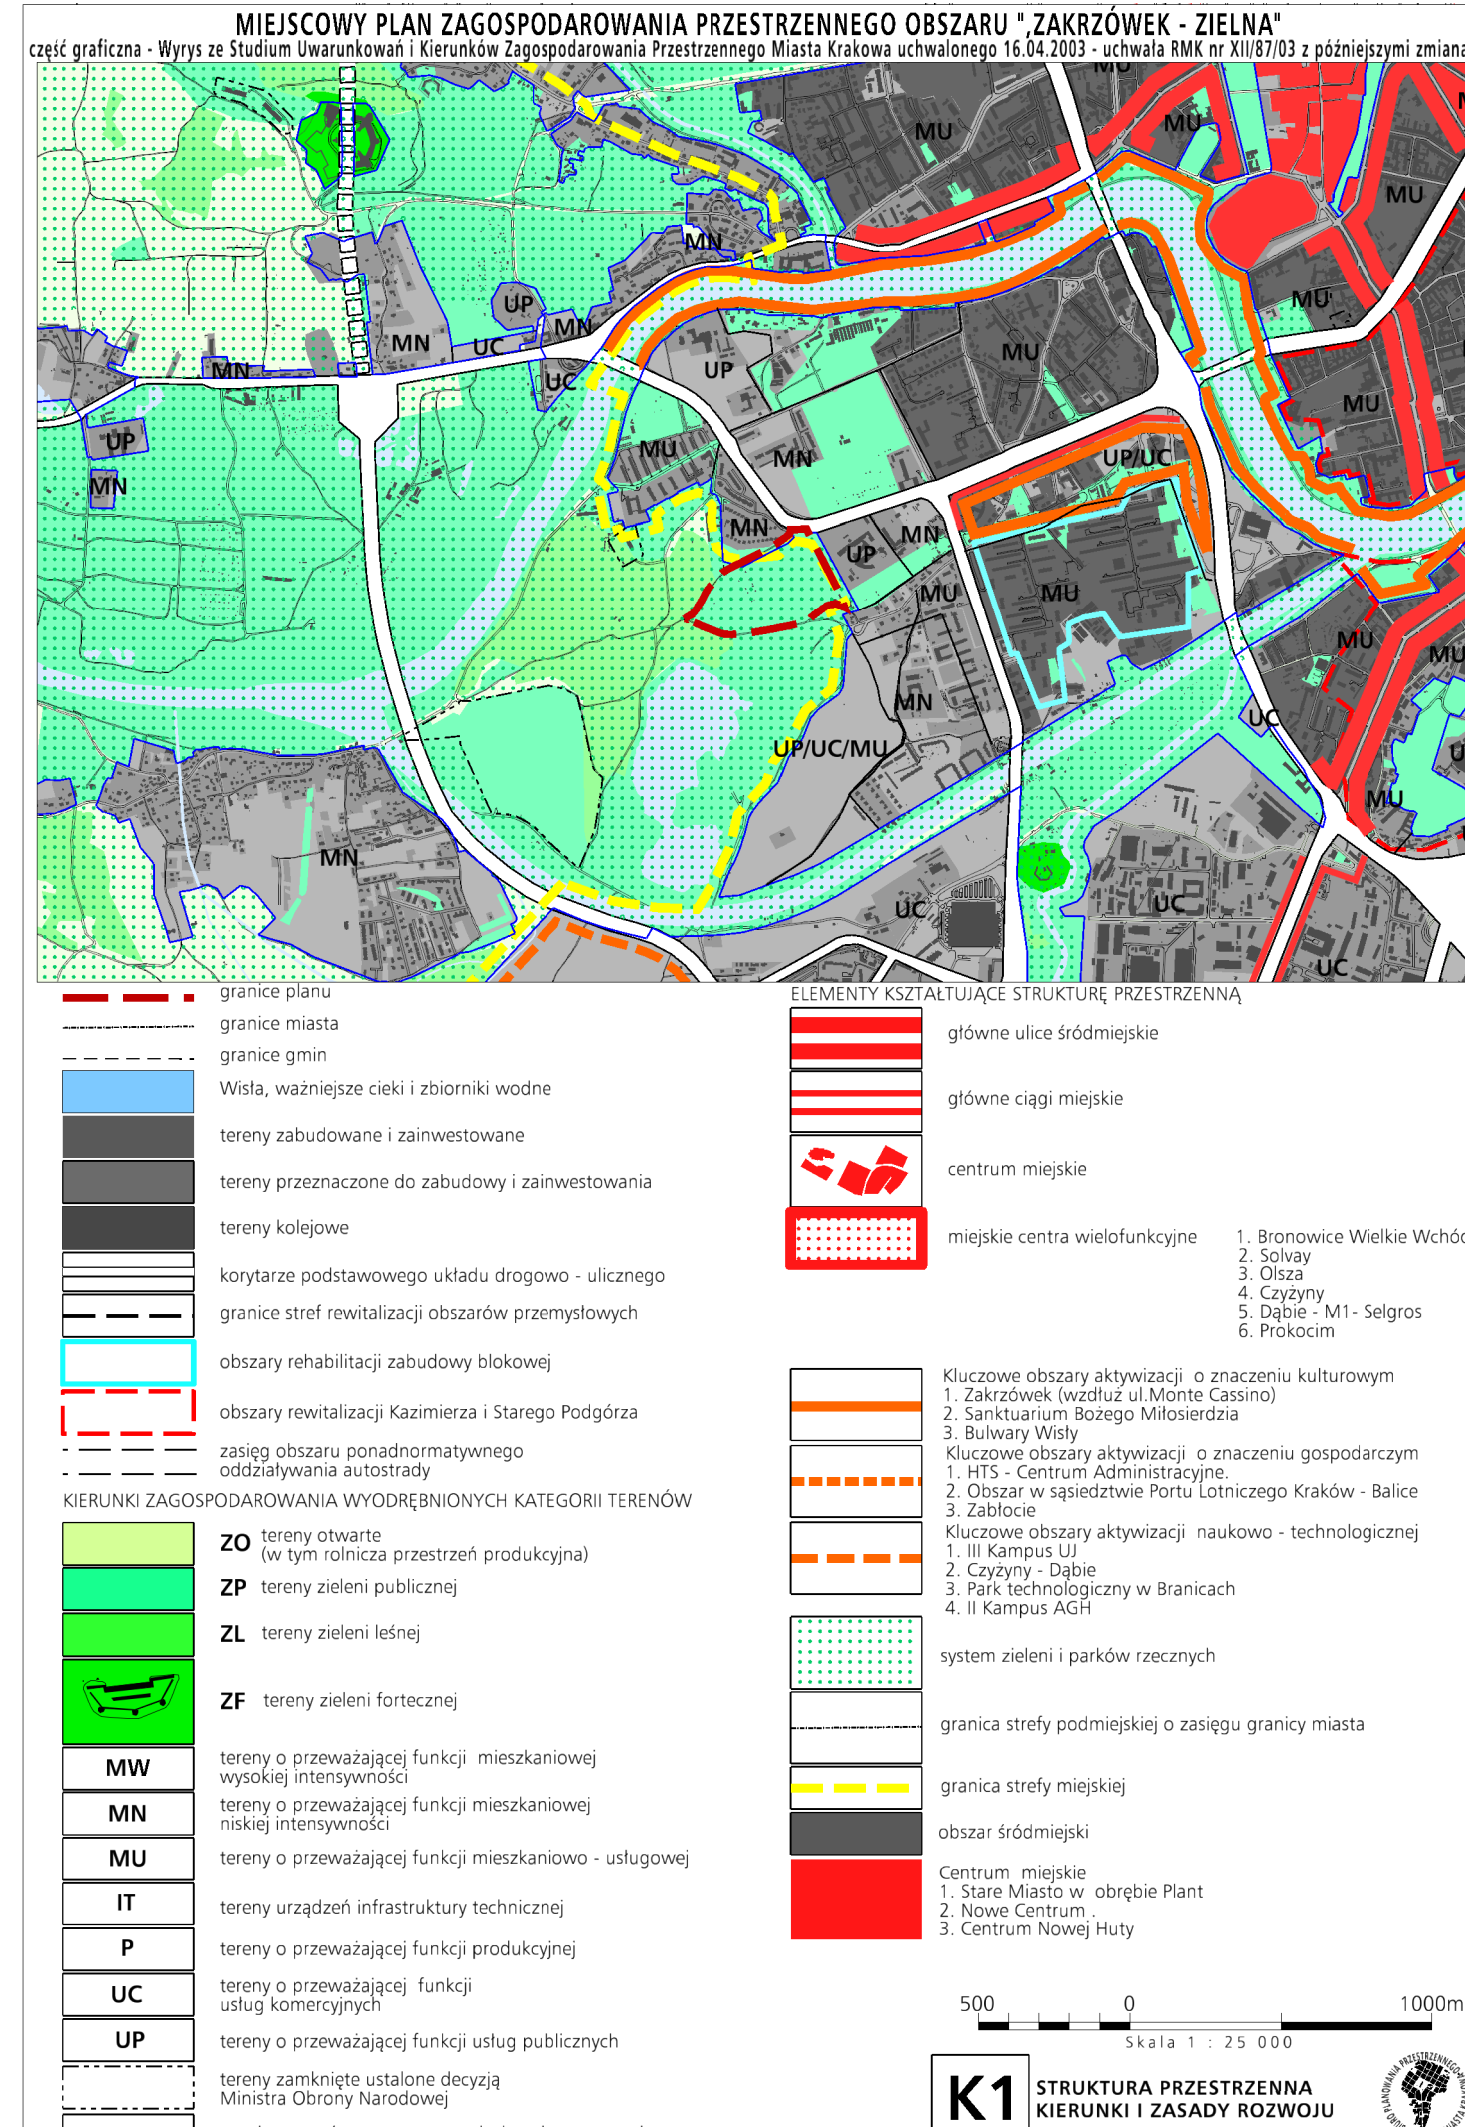 MIEJSCOWY PLAN ZAGOSPODAROWANIA PRZESTRZENNEGO OBSZARU ",ZAKRZÓWEK - ZIELNA"
część graficzna - Wyrys ze Studium Uwarunkowań i Kierunków Zagospodarowania Przestrzennego Miasta Krakowa uchwalonego 16.04.2003 - uchwała RMK nr XII/87/03 z późniejszymi
MU
MU
MU
MU
MN
MU
UP
MN
MN
UC
MU
MN
UC
UP
MU
UP
MN
MU
MN
UP/UC
MN
UP
MN
MU
MU
MU
MU
MN
UC
UP/UC/MU
MU
MN
UC
UC
UC
granice planu
granice miasta
granice gmin
Wisła, ważniejsze cieki i zbiorniki wodne
tereny zabudowane i zainwestowane
tereny przeznaczone do zabudowy i zainwestowania
tereny kolejowe
korytarze podstawowego układu drogowo - ulicznego
granice stref rewitalizacji obszarów przemysłowych
obszary rehabilitacji zabudowy blokowej
obszary rewitalizacji Kazimierza i Starego Podgórza
zasięg obszaru ponadnormatywnego
oddziaływania autostrady
KIERUNKI ZAGOSPODAROWANIA WYODRĘBNIONYCH KATEGORII TERENÓW
ZO tereny otwarte
(w tym rolnicza przestrzeń produkcyjna)
ZP tereny zieleni publicznej
ZL tereny zieleni leśnej
ZF tereny zieleni fortecznej
MW tereny o przeważającej funkcji mieszkaniowej
wysokiej intensywności
MN tereny o przeważającej funkcji mieszkaniowej
niskiej intensywności
MU tereny o przeważającej funkcji mieszkaniowo - usługowej
IT tereny urządzeń infrastruktury technicznej
P tereny o przeważającej funkcji produkcyjnej
UC tereny o przeważającej funkcji
usług komercyjnych
UP tereny o przeważającej funkcji usług publicznych
tereny zamknięte ustalone decyzją
Ministra Obrony Narodowej
ELEMENTY KSZTAŁTUJĄCE STRUKTURĘ PRZESTRZENNĄ
główne ulice śródmiejskie
główne ciągi miejskie
centrum miejskie
miejskie centra wielofunkcyjne
1. Bronowice Wielkie
2. Solvay
3. Olsza
4. Czyżyny
5. Dąbie - M1- Selgros
6. Prokocim
Kluczowe obszary aktywizacji o znaczeniu kulturowym
1. Zakrzówek (wzdłuż ul.Monte Cassino)
2. Sanktuarium Bożego Miłosierdzia
3. Bulwary Wisły
Kluczowe obszary aktywizacji o znaczeniu gospodarczym
1. HTS - Centrum Administracyjne.
2. Obszar w sąsiedztwie Portu Lotniczego Kraków - Balice
3. Zabłocie
Kluczowe obszary aktywizacji naukowo - technologicznej
1. III Kampus UJ
2. Czyżyny - Dąbie
3. Park technologiczny w Branicach
4. II Kampus AGH
system zieleni i parków rzecznych
granica strefy podmiejskiej o zasięgu granicy miasta
granica strefy miejskiej
obszar śródmiejski
Centrum miejskie
1. Stare Miasto w obrębie Plant
2. Nowe Centrum .
3. Centrum Nowej Huty
500 0 1000m
Skala 1 : 25 000
K1 STRUKTURA PRZESTRZENNA
KIERUNKI I ZASADY ROZWOJU